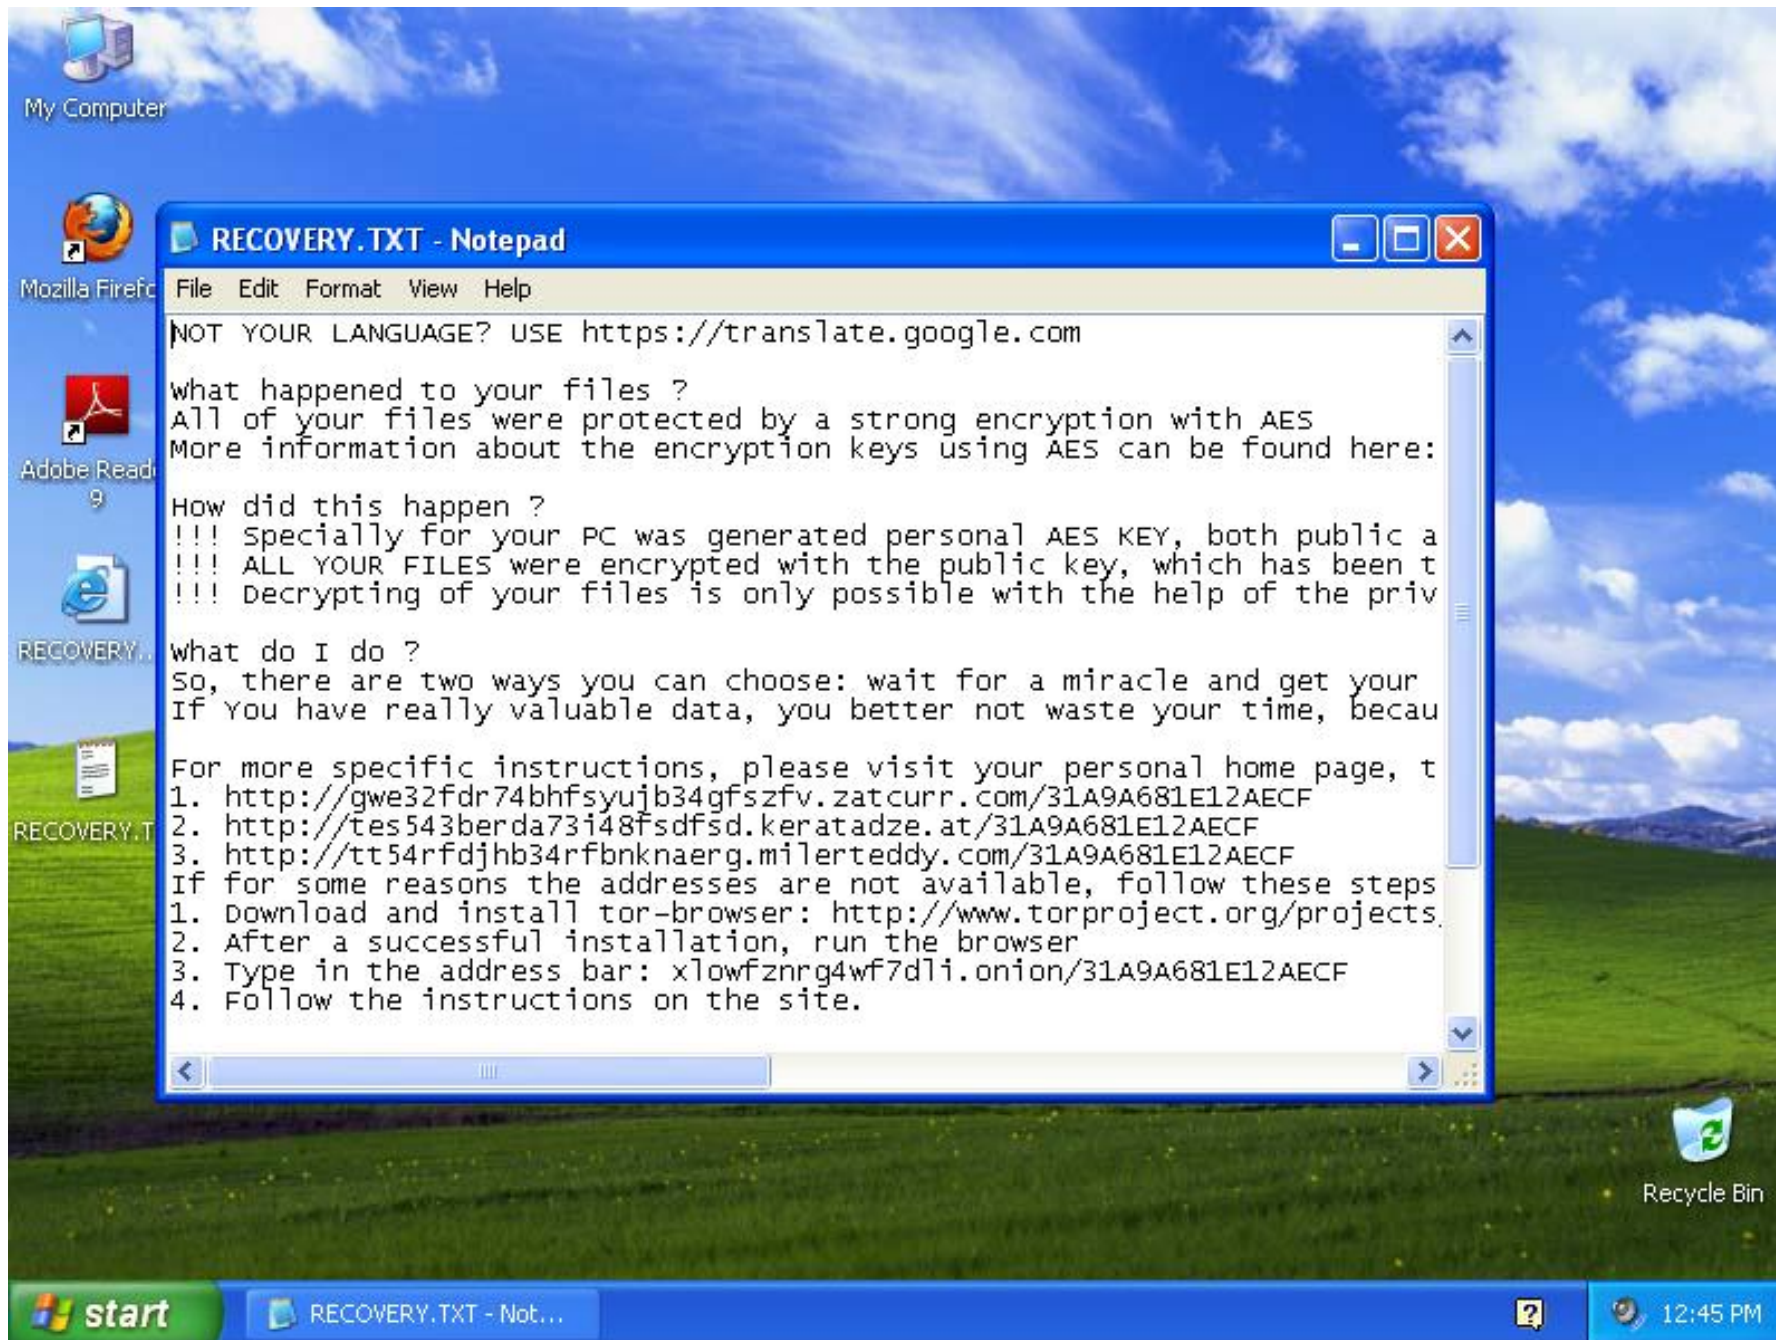 My Computer
Mozilla Firefo
Adobe Reade
9
RECOVERY..
RECOVERY.T
RECOVERY.TXT - Notepad
File Edit Format View Help
NOT YOUR LANGUAGE? USE https://translate.google.com
What happened to your files ?
All of your files were protected by a strong encryption with AES
More information about the encryption keys using AES can be found here:
How did this happen ?
!!! Specially for your PC was generated personal AES KEY, both public a
!!! ALL YOUR FILES were encrypted with the public key, which has been t
!!! Decrypting of your files is only possible with the help of the priv
What do I do ?
So, there are two ways you can choose: wait for a miracle and get your
If You have really valuable data, you better not waste your time, becau
For more specific instructions, please visit your personal home page, t
1. http://gwe32fdr74bhfsyujb34gfszfv.zatcurr.com/31A9A681E12AECF
2. http://tes543berda73i48fsdfsd.keratadze.at/31A9A681E12AECF
3. http://tt54rfdjhb34rfbnknaerg.milerteddy.com/31A9A681E12AECF
If for some reasons the addresses are not available, follow these steps
1. Download and install tor-browser: http://www.torproject.org/projects/
2. After a successful installation, run the browser
3. Type in the address bar: xlowfznrg4wf7dli.onion/31A9A681E12AECF
4. Follow the instructions on the site.
Recycle Bin
start
RECOVERY.TXT - Not...
12:45 PM